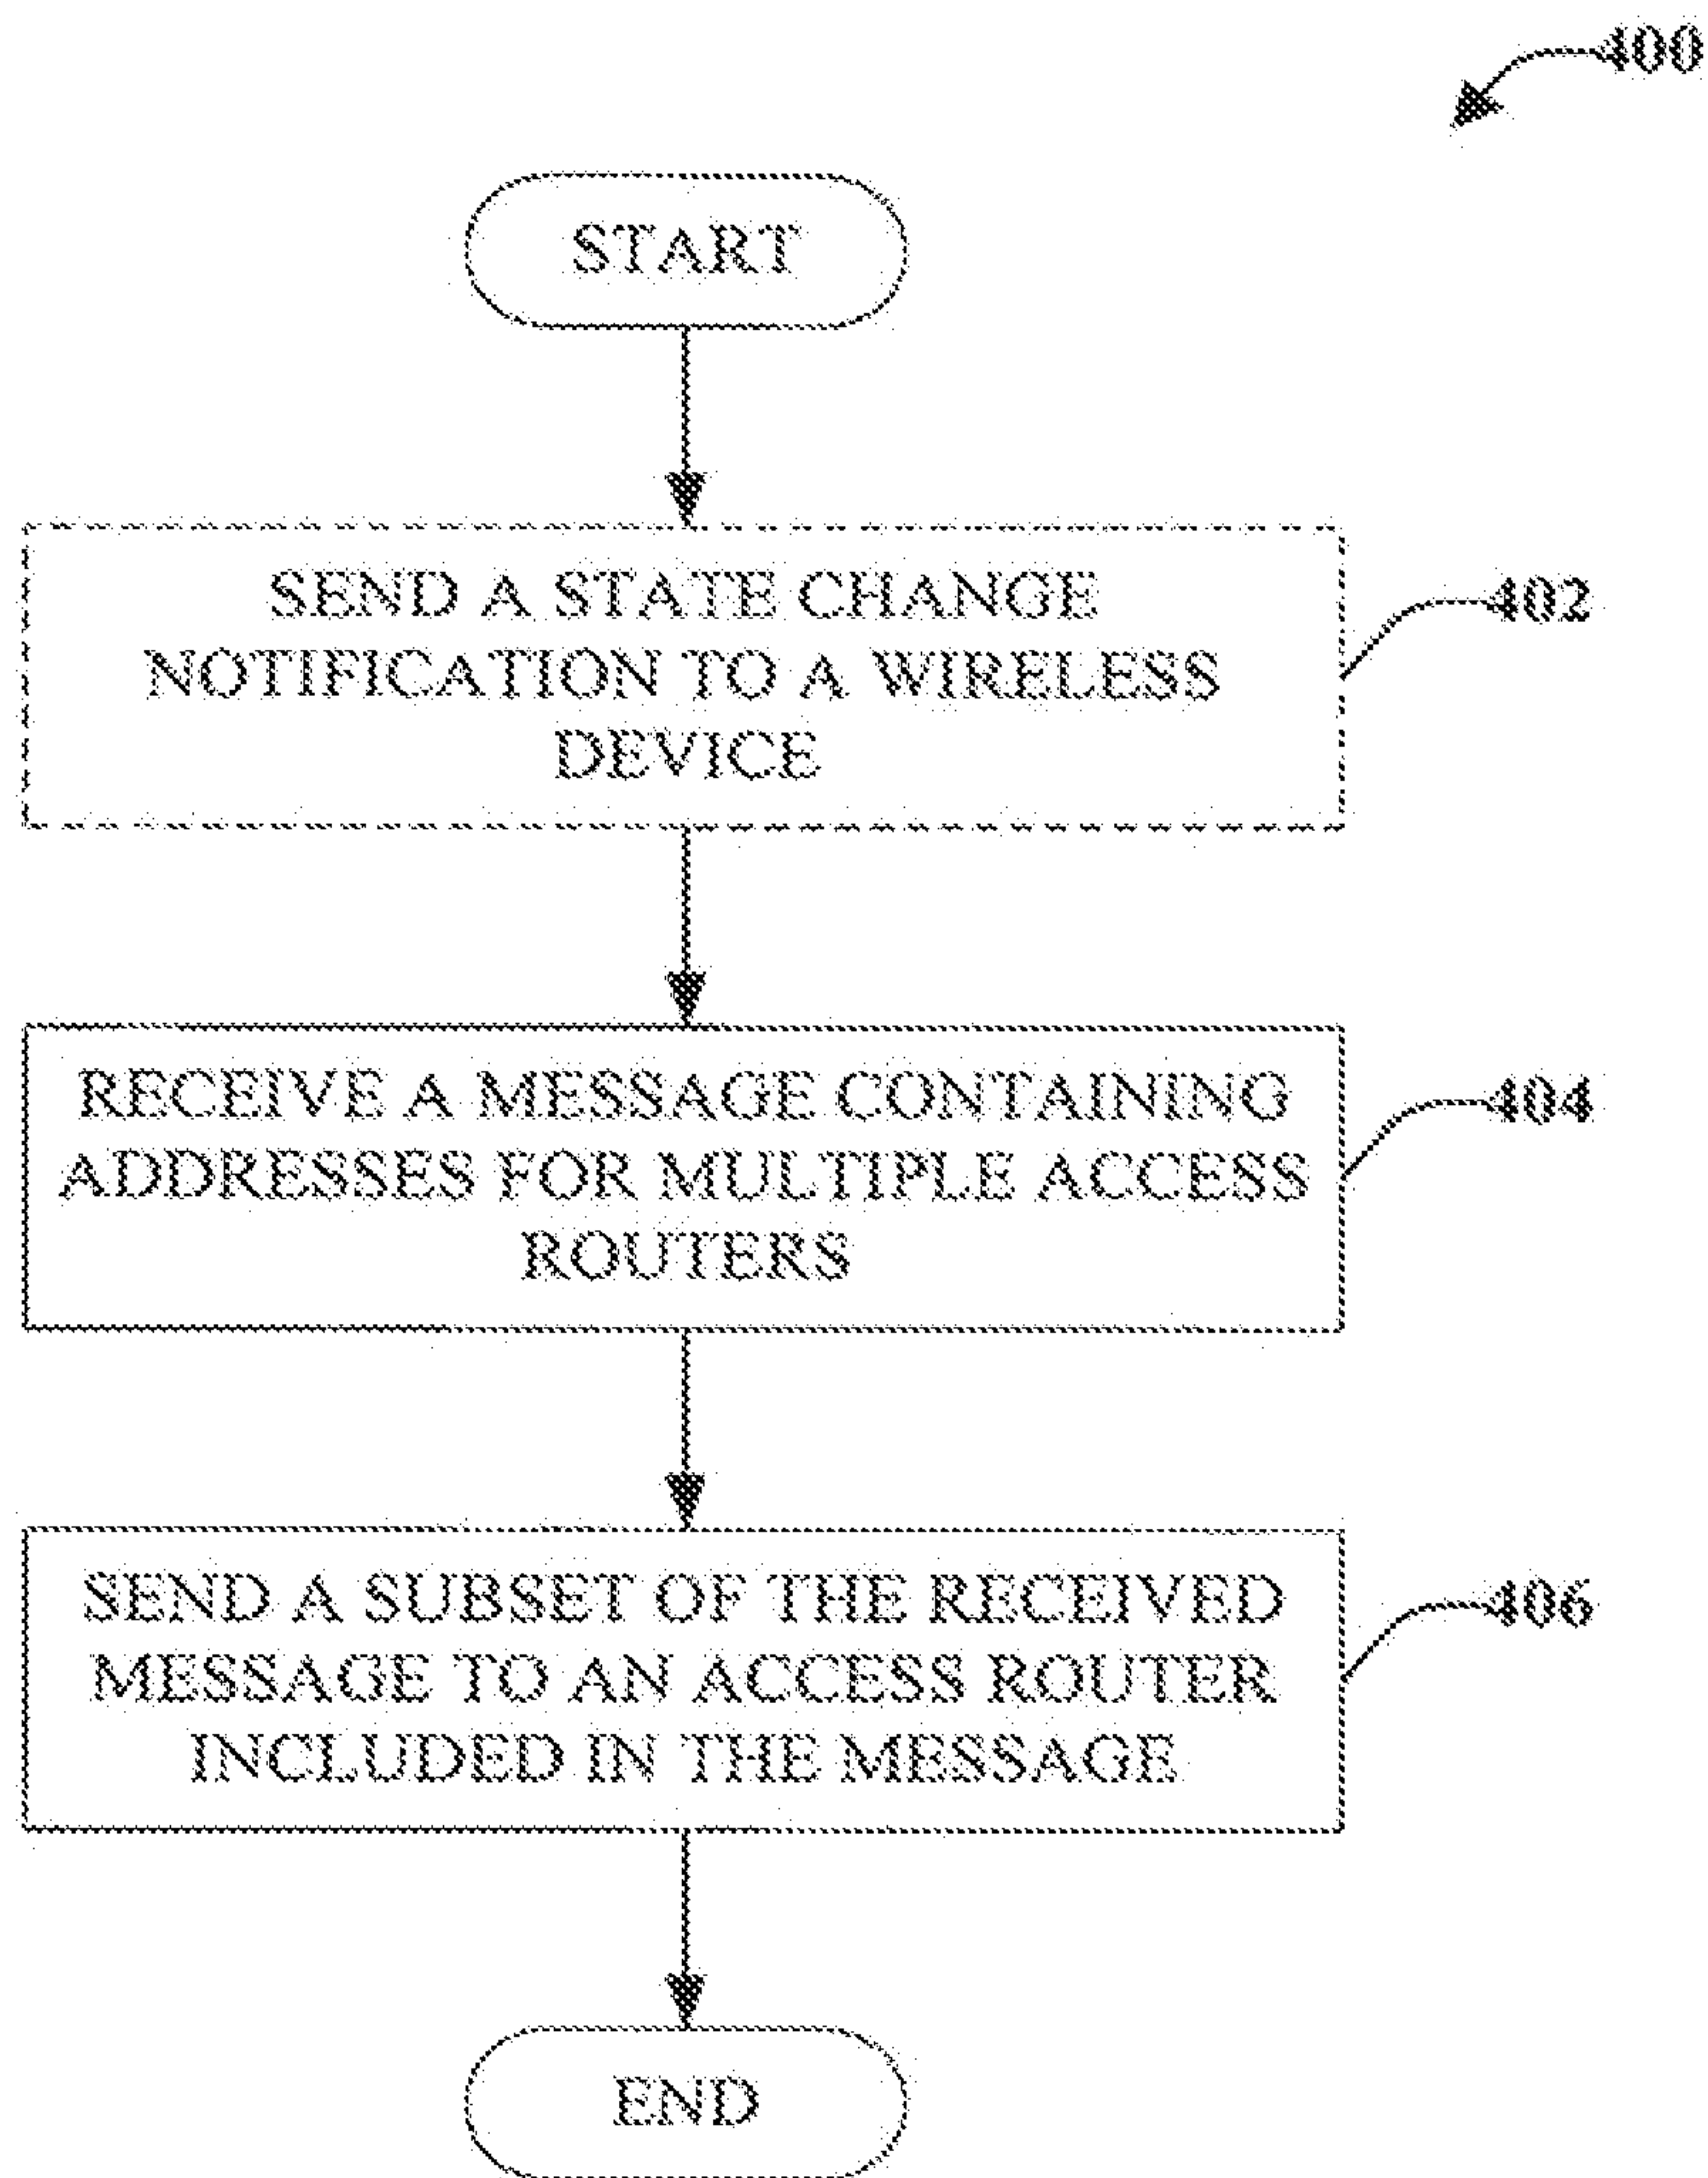 400
START
SEND A STATE CHANGE
NOTIFICATION TO A WIRELESS
DEVICE
402
RECEIVE A MESSAGE CONTAINING
ADDRESSES FOR MULTIPLE ACCESS
ROUTERS
404
SEND A SUBSET OF THE RECEIVED
MESSAGE TO AN ACCESS ROUTER
INCLUDED IN THE MESSAGE
406
END